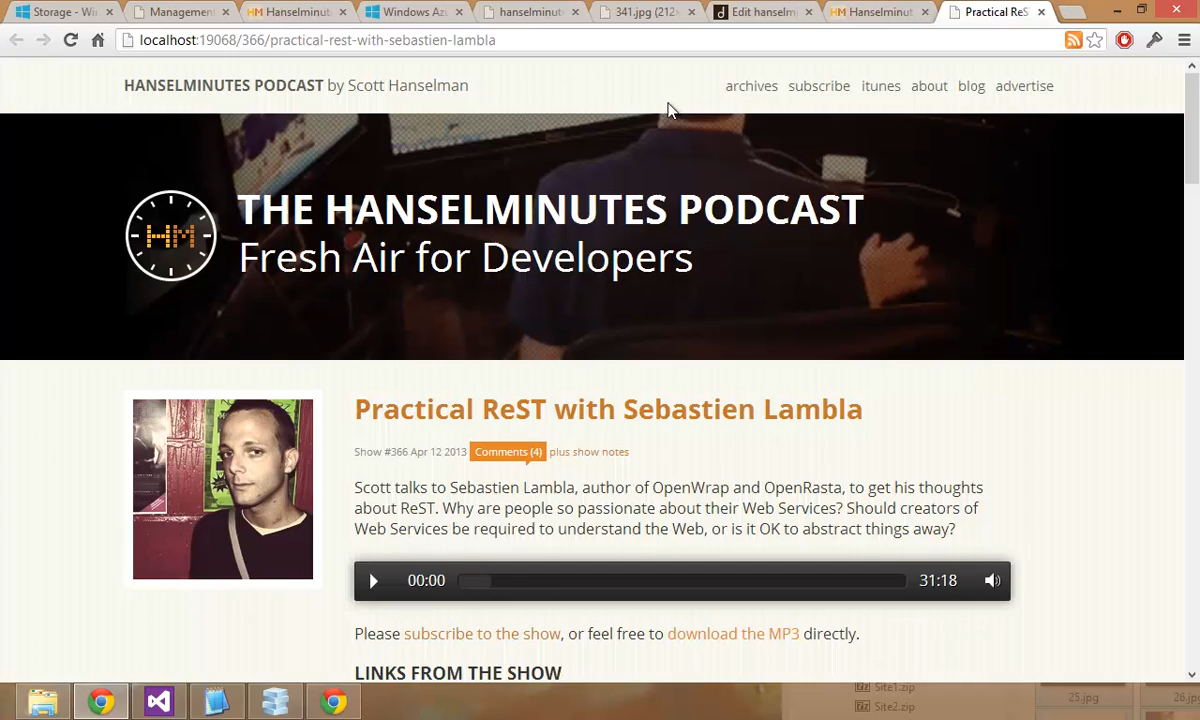 Storage - Win
Management
Hanselminut
Windows Azu
hanselminut
341.jpg (212
Edit hanselm
Hanselminut
Practical ReS
localhost:19068/366/practical-rest-with-sebastien-lambla
HANSELMINUTES PODCAST by Scott Hanselman
archives subscribe itunes about blog advertise
HM
THE HANSELMINUTES PODCAST
Fresh Air for Developers
Practical ReST with Sebastien Lambla
Show #366 Apr 12 2013 Comments (4) plus show notes
Scott talks to Sebastien Lambla, author of OpenWrap and OpenRasta, to get his thoughts
about ReST. Why are people so passionate about their Web Services? Should creators of
Web Services be required to understand the Web, or is it OK to abstract things away?
00:00 31:18
Please subscribe to the show, or feel free to download the MP3 directly.
LINKS FROM THE SHOW
Site1.zip
Site2.zip
25.jpg
26.jpg